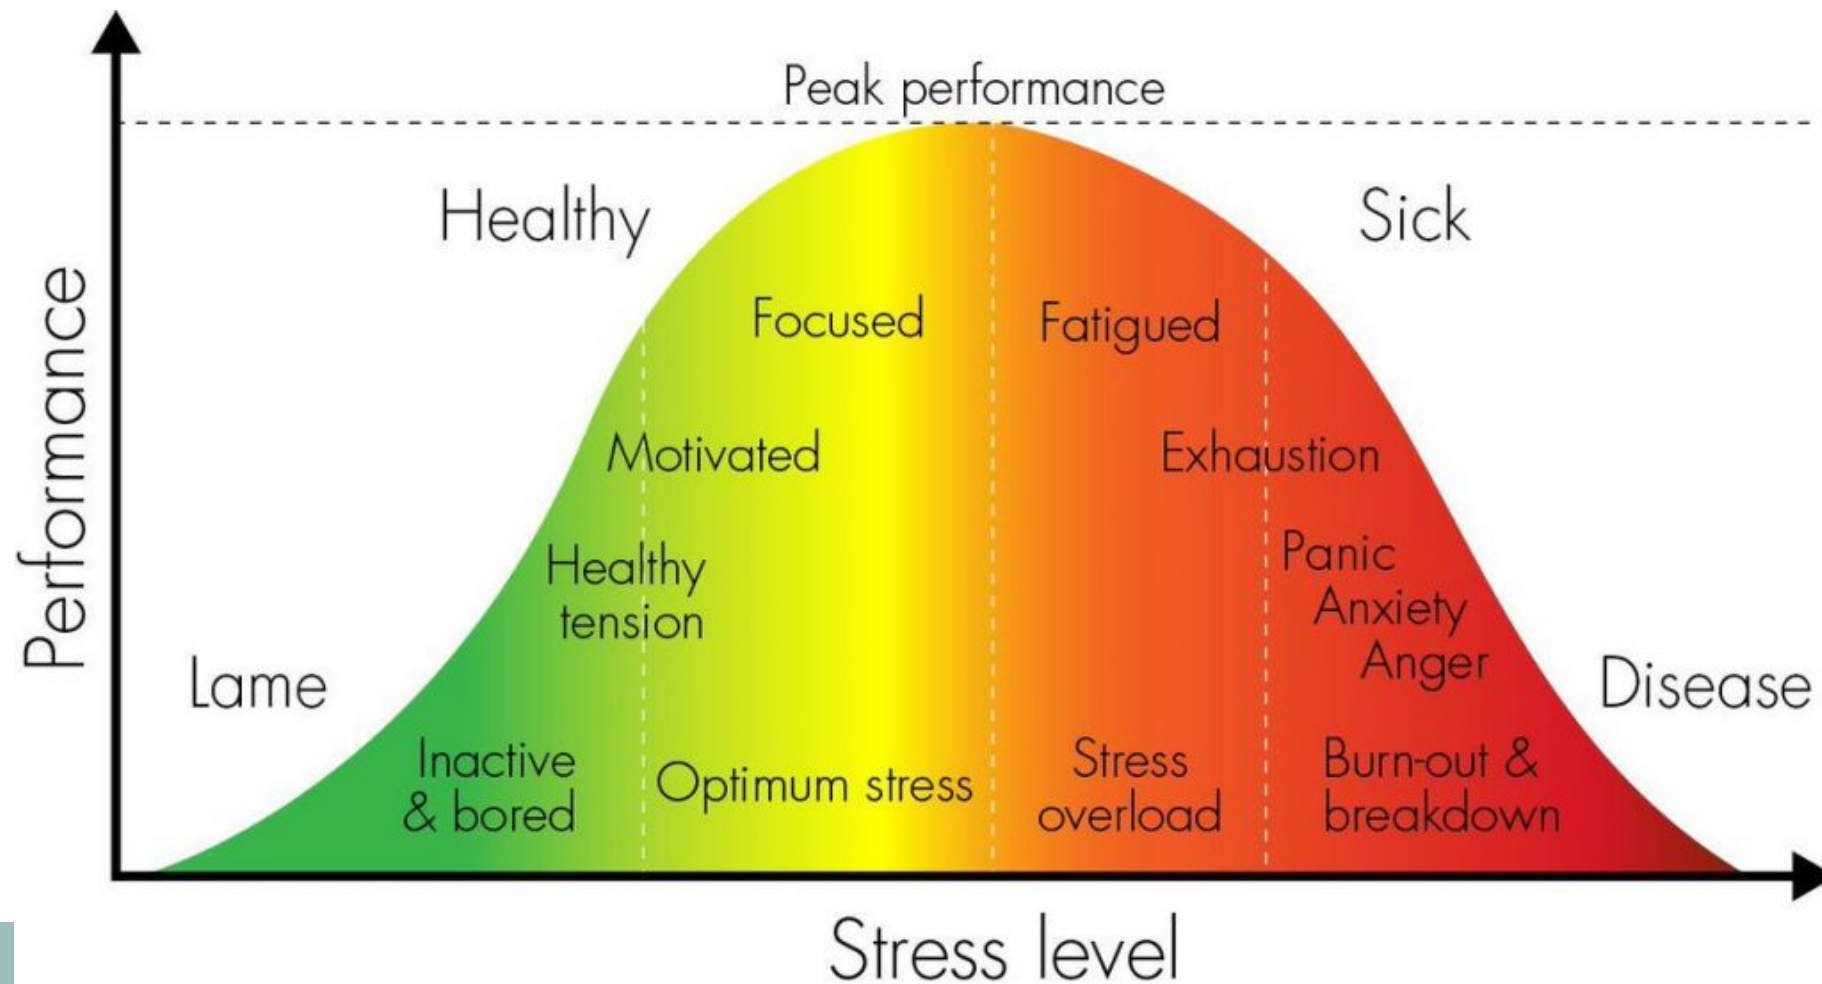 Peak performance
Healthy
Sick
Focused
Fatigued
Motivated
Exhaustion
Healthy
tension
Panic
Anxiety
Anger
Lame
Disease
Inactive
& bored
Optimum stress
Stress
overload
Burn-out &
breakdown
Performance
Stress level